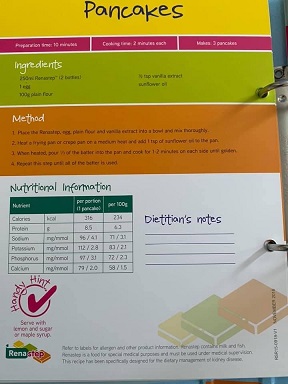 Pancakes
Preparation time: 10 minutes
Cooking time: 2 minutes each
Makes: 3 pancakes
Ingredients
250ml Renastep™ (2 bottles)
1 egg
100g plain flour
½ tsp vanilla extract
sunflower oil
Method
1. Place the Renastep, egg, plain flour and vanilla extract into a bowl and mix thoroughly.
2. Heat a frying pan or crepe pan on a medium heat and add 1 tsp of sunflower oil to the pan.
3. When heated, pour ⅓ of the batter into the pan and cook for 1-2 minutes on each side until golden.
4. Repeat this step until all of the batter is used.
Nutritional Information
Nutrient per portion (1 pancake) per 100g
Calories kcal 316 234
Protein g 8.5 6.3
Sodium mg/mmol 96 / 4.1 71 / 3.1
Potassium mg/mmol 112 / 2.8 83 / 2.1
Phosphorus mg/mmol 97 / 3.1 72 / 2.3
Calcium mg/mmol 79 / 2.0 58 / 1.5
Dietitian's notes
Handy Hint
Serve with
lemon and sugar
or maple syrup.
Renastep
Refer to labels for allergen and other product information. Renastep contains milk and fish.
Renastep is a food for special medical purposes and must be used under medical supervision.
This recipe has been specifically designed for the dietary management of kidney disease.